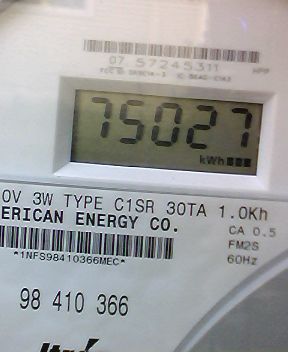 07 57245311
75027
kWh
0V 3W TYPE C1SR 30TA 1.0Kh
ERICAN ENERGY CO.
CA 0.5
FM2S
60Hz
*1NFS98410366MEC*
98 410 366